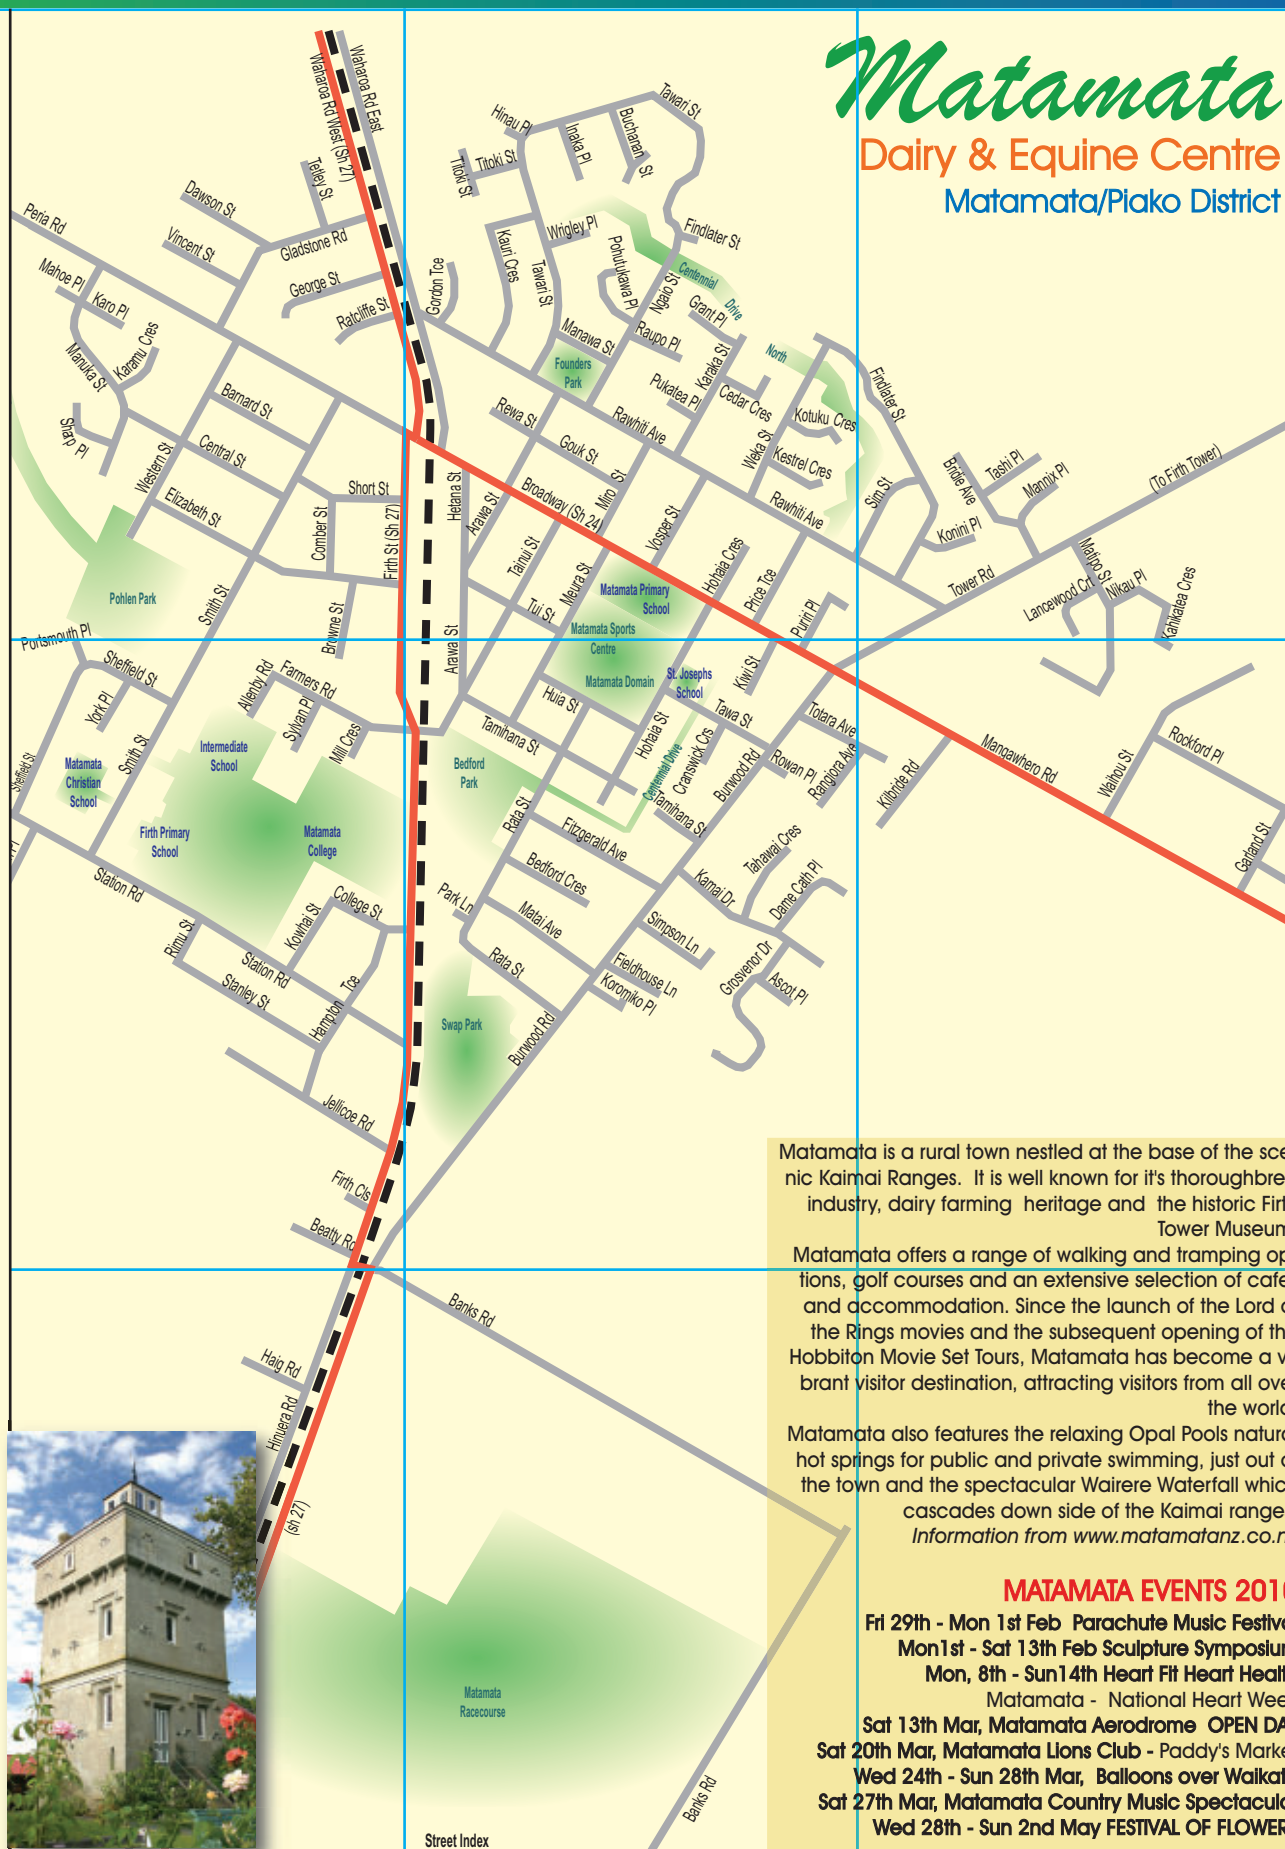 Matamata
Dairy & Equine Centre
Matamata/Piako District
Waharoa Rd West (Sh 27)
Waharoa Rd East
Tetley St
Dawson St
Vincent St
Gladstone Rd
George St
Ratcliffe St
Gordon Tce
Peria Rd
Mahoe Pl
Karo Pl
Karamu Cres
Manuka St
Sharp Pl
Barnard St
Central St
Western St
Elizabeth St
Short St
Comber St
Firth St (Sh 27)
Browne St
Smith St
Pohlen Park
Portsmouth Pl
Hinau Pl
Titoki St
Titoki St
Inaka Pl
Buchanan St
Tawari St
Wrigley Pl
Kauri Cres
Tawari St
Pohutukawa Pl
Findlater St
Centennial
Drive
North
Ngaio St
Grant Pl
Manawa St
Raupo Pl
Founders
Park
Karaka St
Pukatea Pl
Cedar Cres
Kotuku Cres
Kestrel Cres
Weka St
Findlater St
Rewa St
Gouk St
Rawhiti Ave
Rawhiti Ave
Miro St
Broadway (Sh 24)
Hetana St
Arawa St
Arawa St
Tainui St
Tui St
Meura St
Vosper St
Hohaia Cres
Price Tce
Puriri Pl
Sim St
Bridie Ave
Tashi Pl
Mannix Pl
Konini Pl
(To Firth Tower)
Tower Rd
Matipo St
Lancewood Crt
Nikau Pl
Kahikatea Cres
Matamata Primary
School
Matamata Sports
Centre
Matamata Domain
St. Josephs
School
Kiwi St
Sheffield St
Sheffield St
York Pl
Smith St
Matamata
Christian
School
Allenby Rd
Farmers Rd
Sylvan Pl
Mill Cres
Intermediate
School
Firth Primary
School
Matamata
College
Station Rd
Station Rd
Rimu St
Kowhai St
College St
Stanley St
Hampton Tce
Jellicoe Rd
Firth Cls
Beatty Rd
Tamihana St
Huia St
Hohaia St
Tawa St
Cranswick Crs
Centennial Drive
Tamihana St
Burwood Rd
Totara Ave
Rowan Pl
Rangiora Ave
Kilbride Rd
Mangawhero Rd
Waihou St
Rockford Pl
Garland St
Bedford
Park
Rata St
Fitzgerald Ave
Bedford Cres
Park Ln
Matai Ave
Rata St
Kamai Dr
Tahawai Cres
Dame Cath Pl
Simpson Ln
Fieldhouse Ln
Koromiko Pl
Grosvenor Dr
Ascot Pl
Swap Park
Burwood Rd
Banks Rd
Haig Rd
Hinuera Rd
(sh 27)
Matamata
Racecourse
Banks Rd
Street Index
Matamata is a rural town nestled at the base of the sce
nic Kaimai Ranges. It is well known for it's thoroughbre
industry, dairy farming heritage and the historic Firt
Tower Museum
Matamata offers a range of walking and tramping op
tions, golf courses and an extensive selection of cafe
and accommodation. Since the launch of the Lord o
the Rings movies and the subsequent opening of th
Hobbiton Movie Set Tours, Matamata has become a v
brant visitor destination, attracting visitors from all ove
the world
Matamata also features the relaxing Opal Pools natura
hot springs for public and private swimming, just out o
the town and the spectacular Wairere Waterfall whic
cascades down side of the Kaimai range
Information from www.matamatanz.co.n
MATAMATA EVENTS 2010
Fri 29th - Mon 1st Feb Parachute Music Festiva
Mon1st - Sat 13th Feb Sculpture Symposium
Mon, 8th - Sun14th Heart Fit Heart Healt
Matamata - National Heart Wee
Sat 13th Mar, Matamata Aerodrome OPEN DA
Sat 20th Mar, Matamata Lions Club - Paddy's Marke
Wed 24th - Sun 28th Mar, Balloons over Waikat
Sat 27th Mar, Matamata Country Music Spectacula
Wed 28th - Sun 2nd May FESTIVAL OF FLOWER